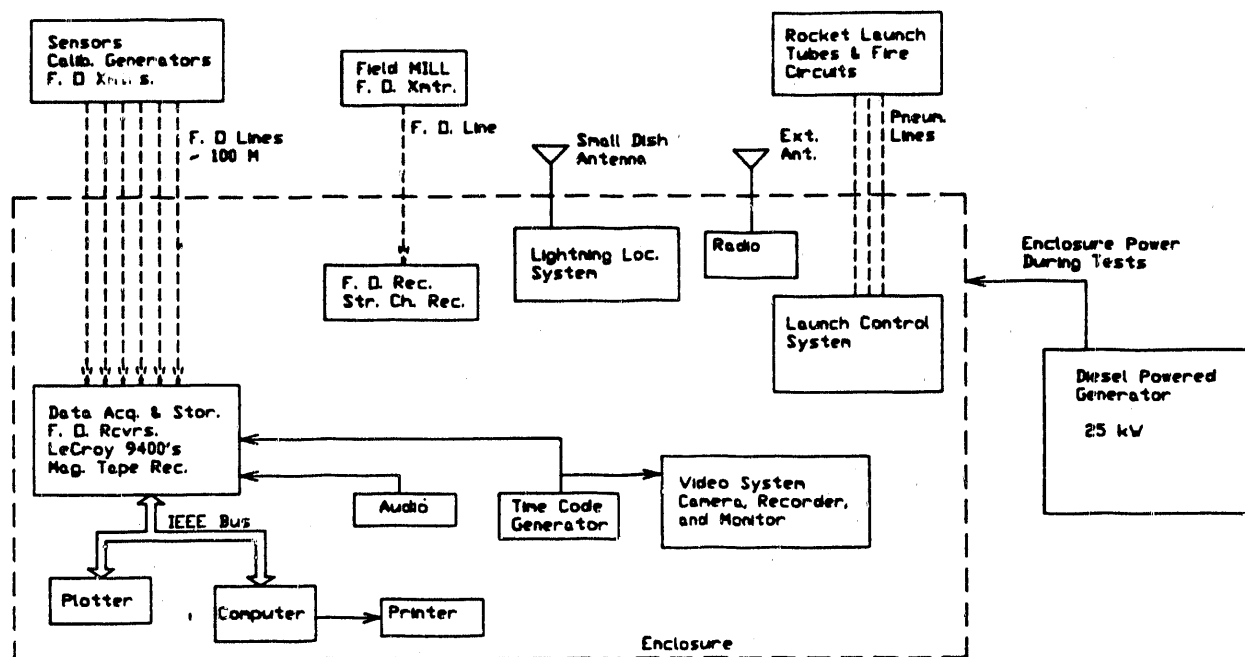 Sensors
Calib. Generators
F. O
Field MILL
F. O. Xmtr.
Rocket Launch
Tubes & Fire
Circuits
F. O Lines
~ 100 M
F. O. Line
Small Dish
Antenna
Ext.
Ant.
Pneum.
Lines
Lightning Loc.
System
Radio
Enclosure Power
During Tests
F. O. Rec.
Str. Ch. Rec.
Launch Control
System
Diesel Powered
Generator
25 kW
Data Acq. & Stor.
F. O. Rcvrs.
LeCroy 9400's
Mag. Tape Rec.
Audio
Time Code
Generator
Video System
Camera, Recorder,
and Monitor
IEEE Bus
Plotter
Computer
Printer
Enclosure